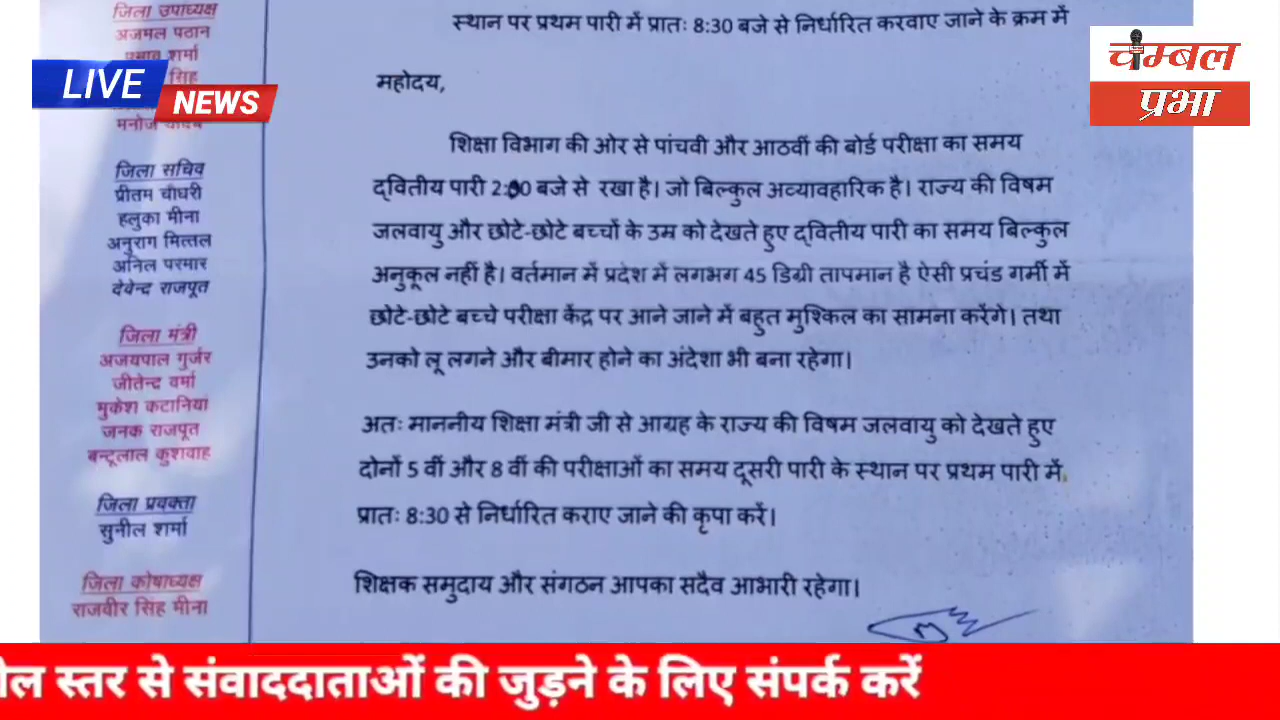 जिला उपाध्यक्ष
अजमल पठान
शर्मा
सिंह
मनोज यादव
जिला सचिव
प्रीतम चौधरी
हलुका मीना
अनुराग मित्तल
अनिल परमार
देवेन्द राजपूत
जिला मंत्री
अजयपाल गुर्जर
जीतेन्द वर्मा
मुकेश कटानिया
जनक राजपूत
बन्टूलाल कुशवाह
जिला प्रवक्ता
सुनील शर्मा
जिला कोषाध्यक्ष
राजवीर सिंह मीना
स्थान पर प्रथम पारी में प्रातः 8:30 बजे से निर्धारित करवाए जाने के क्रम में
महोदय,
शिक्षा विभाग की ओर से पांचवी और आठवीं की बोर्ड परीक्षा का समय
द्वितीय पारी 2:00 बजे से रखा है। जो बिल्कुल अव्यावहारिक है। राज्य की विषम
जलवायु और छोटे-छोटे बच्चों के उम्र को देखते हुए द्वितीय पारी का समय बिल्कुल
अनुकूल नहीं है। वर्तमान में प्रदेश में लगभग 45 डिग्री तापमान है ऐसी प्रचंड गर्मी में
छोटे-छोटे बच्चे परीक्षा केंद्र पर आने जाने में बहुत मुश्किल का सामना करेंगे। तथा
उनको लू लगने और बीमार होने का अंदेशा भी बना रहेगा।
अतः माननीय शिक्षा मंत्री जी से आग्रह के राज्य की विषम जलवायु को देखते हुए
दोनों 5 वीं और 8 वीं की परीक्षाओं का समय दूसरी पारी के स्थान पर प्रथम पारी में
प्रातः 8:30 से निर्धारित कराए जाने की कृपा करें।
शिक्षक समुदाय और संगठन आपका सदैव आभारी रहेगा।
LIVE
NEWS
चम्बल
प्रभा
स्तर से संवाददाताओं की जुड़ने के लिए संपर्क करें